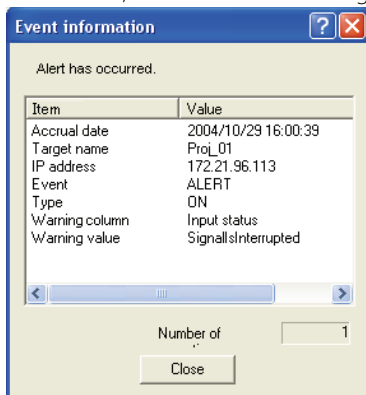 Event information
Alert has occurred.
Item Value
Accrual date 2004/10/29 16:00:39
Target name Proj_01
IP address 172.21.96.113
Event ALERT
Type ON
Warning column Input status
Warning value SignalIsInterrupted
Number of 1
Close